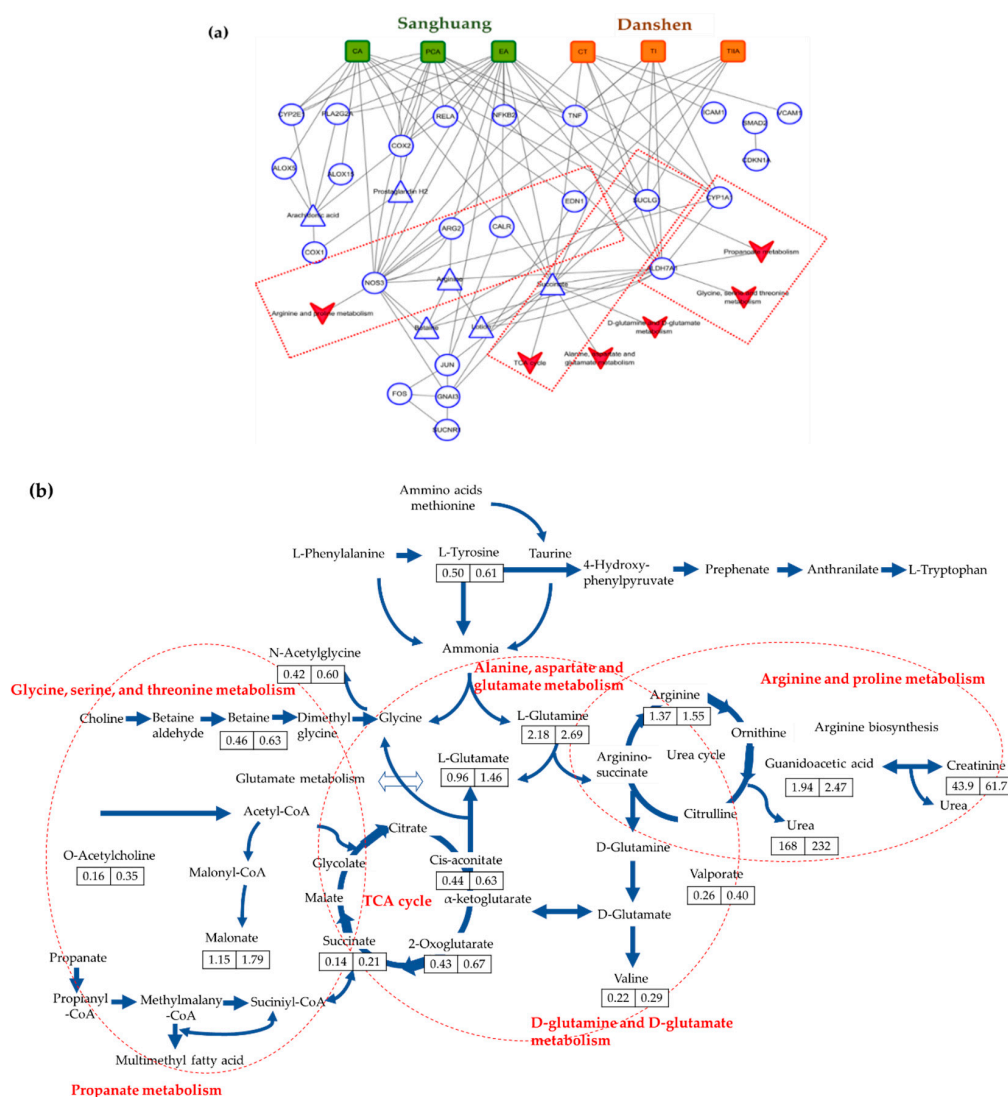 Sanghuang
Danshen
(a)
CA
PCA
EA
CT
TI
TIIA
CYP2E
PLA2G2A
RELA
NFKB2
TNF
ICAM1
SMAD2
VCAM1
COX2
CDKN1A
ALOX5
ALOX15
Prostaglandin H2
Arachidonic acid
EDN1
SUCLG
CYP1A
ARG2
CALR
COX1
Propanoate metabolism
NOS3
Arginine
Succinate
ALDH7A1
Glycine, serine and threonine
metabolism
Arginine and proline metabolism
Betaine
D-glutamine and D-glutamate
metabolism
JUN
TCA cycle
Alanine, aspartate and
glutamate metabolism
FOS
GNAI3
SUCNR1
(b)
Ammino acids
methionine
L-Phenylalanine
L-Tyrosine
0.50 0.61
Taurine
4-Hydroxy-
phenylpyruvate
Prephenate
Anthranilate
L-Tryptophan
Ammonia
N-Acetylglycine
0.42 0.60
Alanine, aspartate and
glutamate metabolism
Glycine, serine, and threonine metabolism
Arginine and proline metabolism
Choline
Betaine
aldehyde
Betaine
0.46 0.63
Dimethyl
glycine
Glycine
L-Glutamine
2.18 2.69
Arginine
1.37 1.55
Ornithine
Arginine biosynthesis
Glutamate metabolism
L-Glutamate
0.96 1.46
Arginino-
succinate
Urea cycle
Guanidoacetic acid
1.94 2.47
Creatinine
43.9 61.7
Urea
Acetyl-CoA
Citrate
Citrulline
Urea
168 232
O-Acetylcholine
0.16 0.35
Malonyl-CoA
Glycolate
Cis-aconitate
0.44 0.63
D-Glutamine
Valporate
0.26 0.40
Malate
TCA cycle
α-ketoglutarate
D-Glutamate
Malonate
1.15 1.79
Succinate
0.14 0.21
2-Oxoglutarate
0.43 0.67
Valine
0.22 0.29
Propanate
Propianyl
-CoA
Methylmalany
-CoA
Suciniyl-CoA
D-glutamine and D-glutamate
metabolism
Multimethyl fatty acid
Propanate metabolism